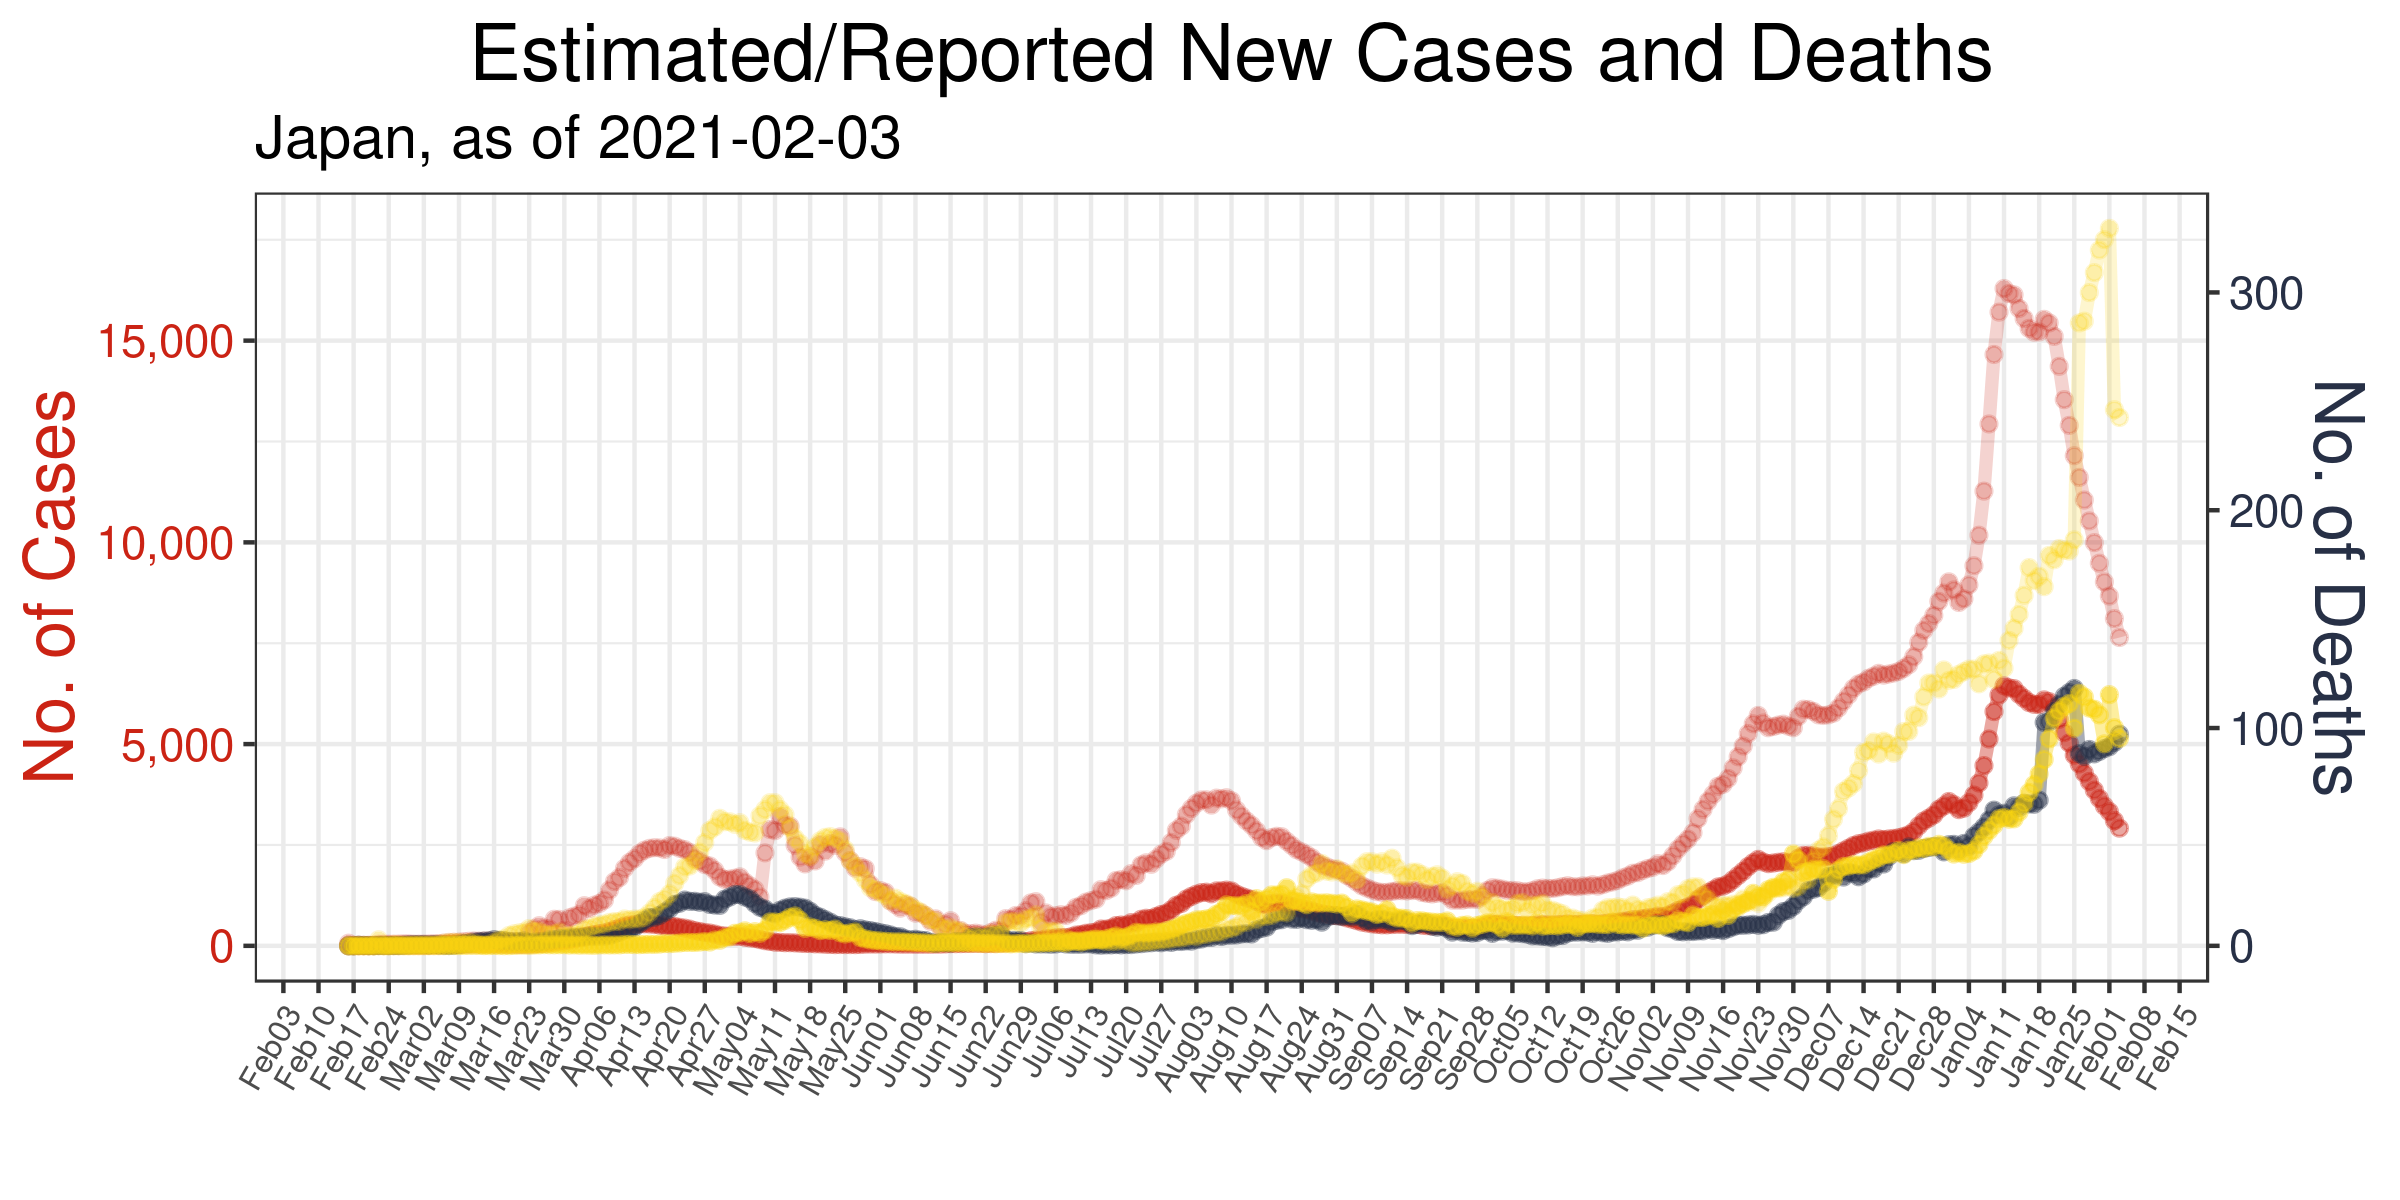 Estimated/Reported New Cases and Deaths
Japan, as of 2021-02-03
No. of Cases
15,000
10,000
5,000
0
300
200
100
0
No. of Deaths
Feb03
Feb10
Feb17
Feb24
Mar02
Mar09
Mar16
Mar23
Mar30
Apr06
Apr13
Apr20
Apr27
May04
May11
May18
May25
Jun01
Jun08
Jun15
Jun22
Jun29
Jul06
Jul13
Jul20
Jul27
Aug03
Aug10
Aug17
Aug24
Aug31
Sep07
Sep14
Sep21
Sep28
Oct05
Oct12
Oct19
Oct26
Nov02
Nov09
Nov16
Nov23
Nov30
Dec07
Dec14
Dec21
Dec28
Jan04
Jan11
Jan18
Jan25
Feb01
Feb08
Feb15